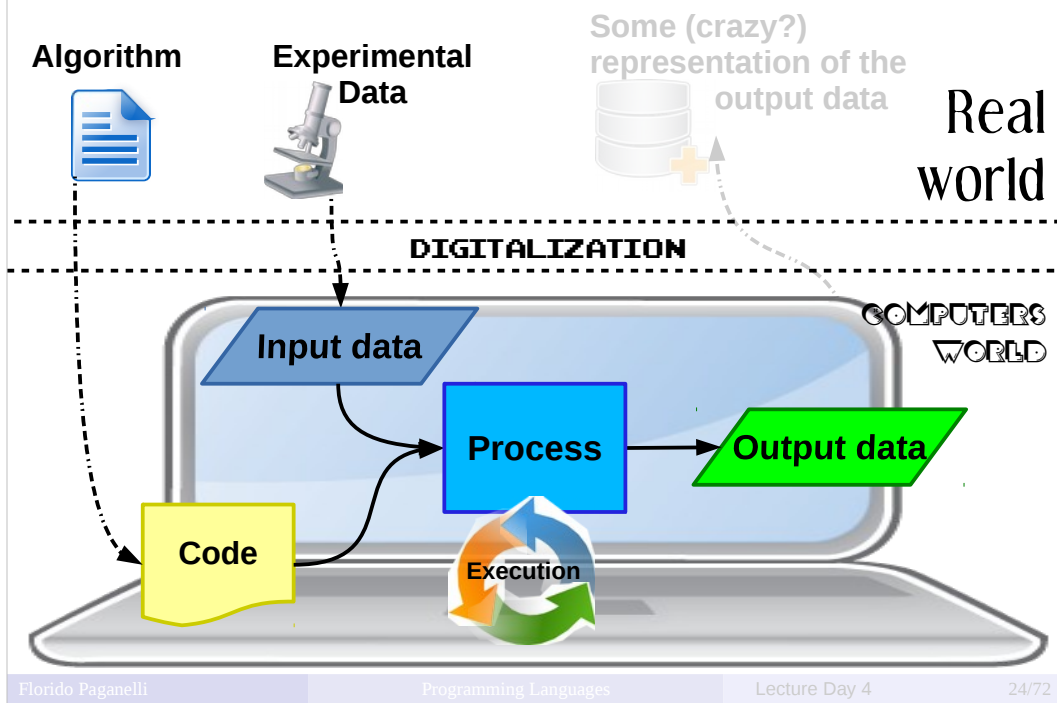 Algorithm
Experimental
Data
Some (crazy?)
representation of the
output data
Real
world
DIGITALIZATION
COMPUTERS
WORLD
Input data
Process
Output data
Code
Execution
Florido Paganelli
Programming Languages
Lecture Day 4
24/72